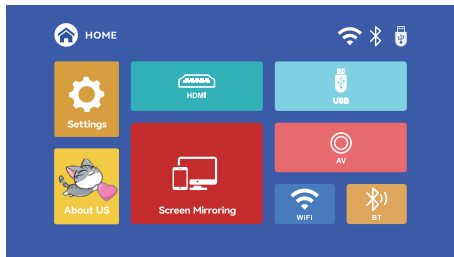 HOME
Settings
HDMI
USB
About US
Screen Mirroring
AV
WiFi
BT